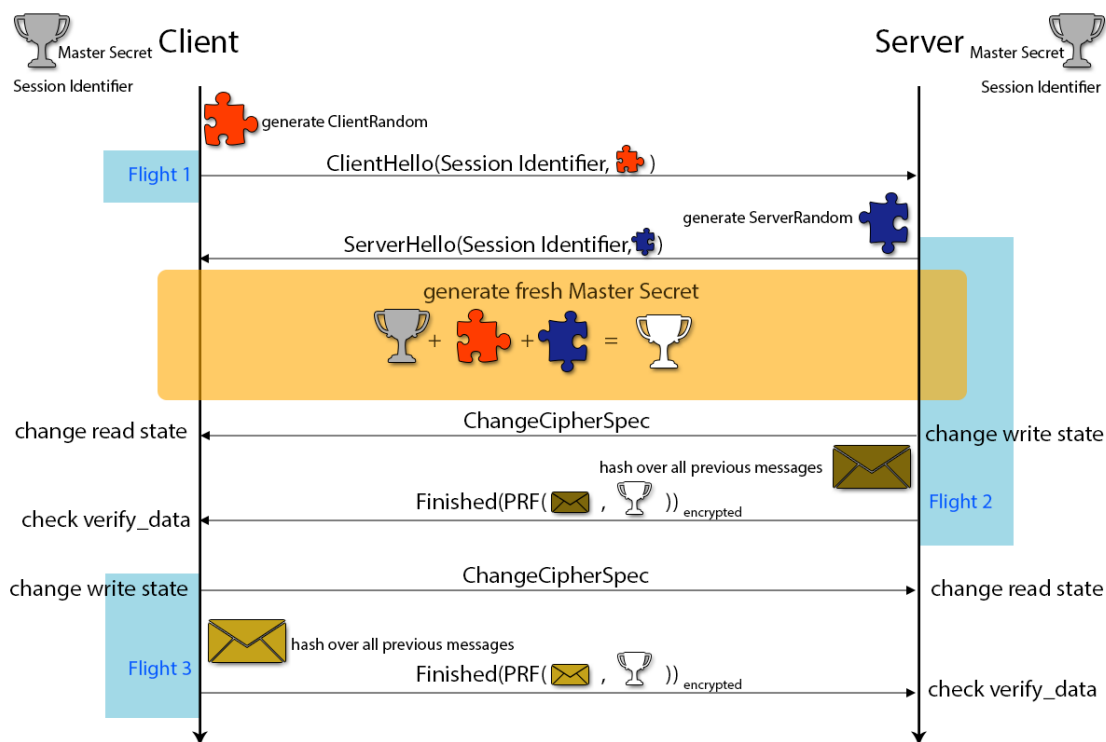 Master Secret Client
Session Identifier
Server Master Secret
Session Identifier
generate ClientRandom
Flight 1
ClientHello(Session Identifier, )
generate ServerRandom
ServerHello(Session Identifier, )
generate fresh Master Secret
+ + =
ChangeCipherSpec
change read state
change write state
hash over all previous messages
Finished(PRF( , )) encrypted
Flight 2
check verify_data
ChangeCipherSpec
change write state
change read state
hash over all previous messages
Flight 3
Finished(PRF( , )) encrypted
check verify_data